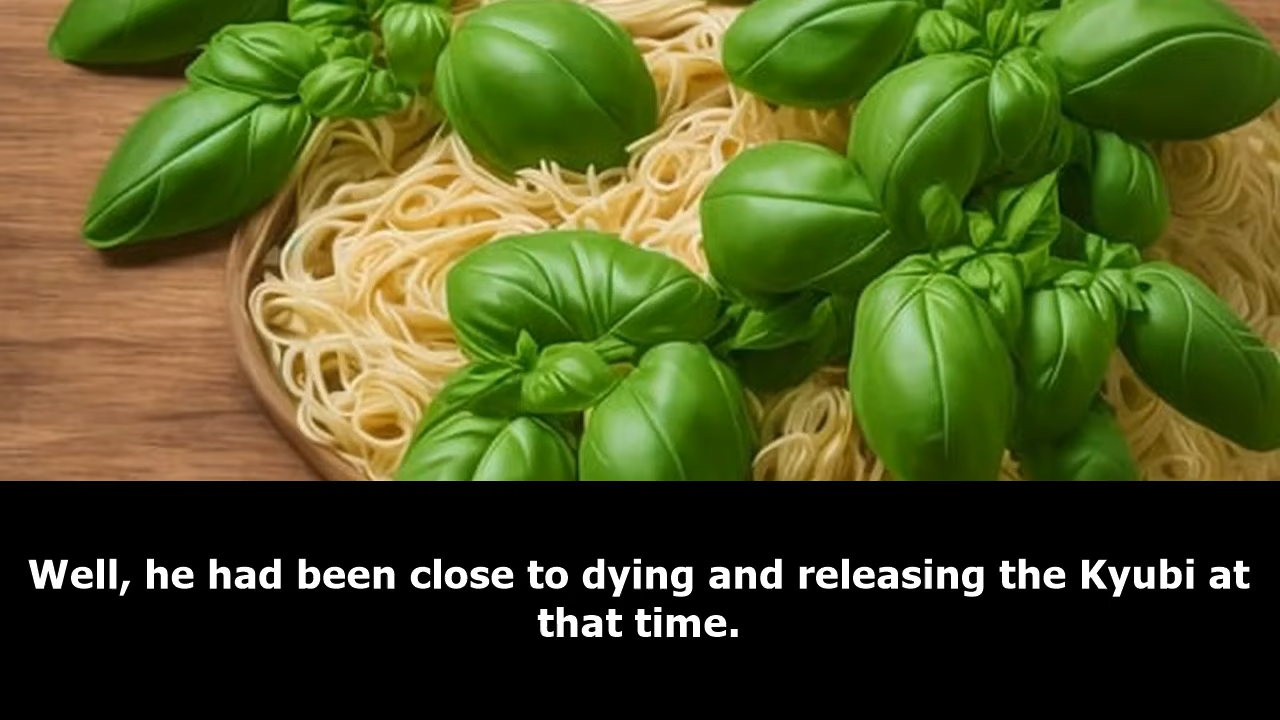 Well, he had been close to dying and releasing the Kyubi at
that time.